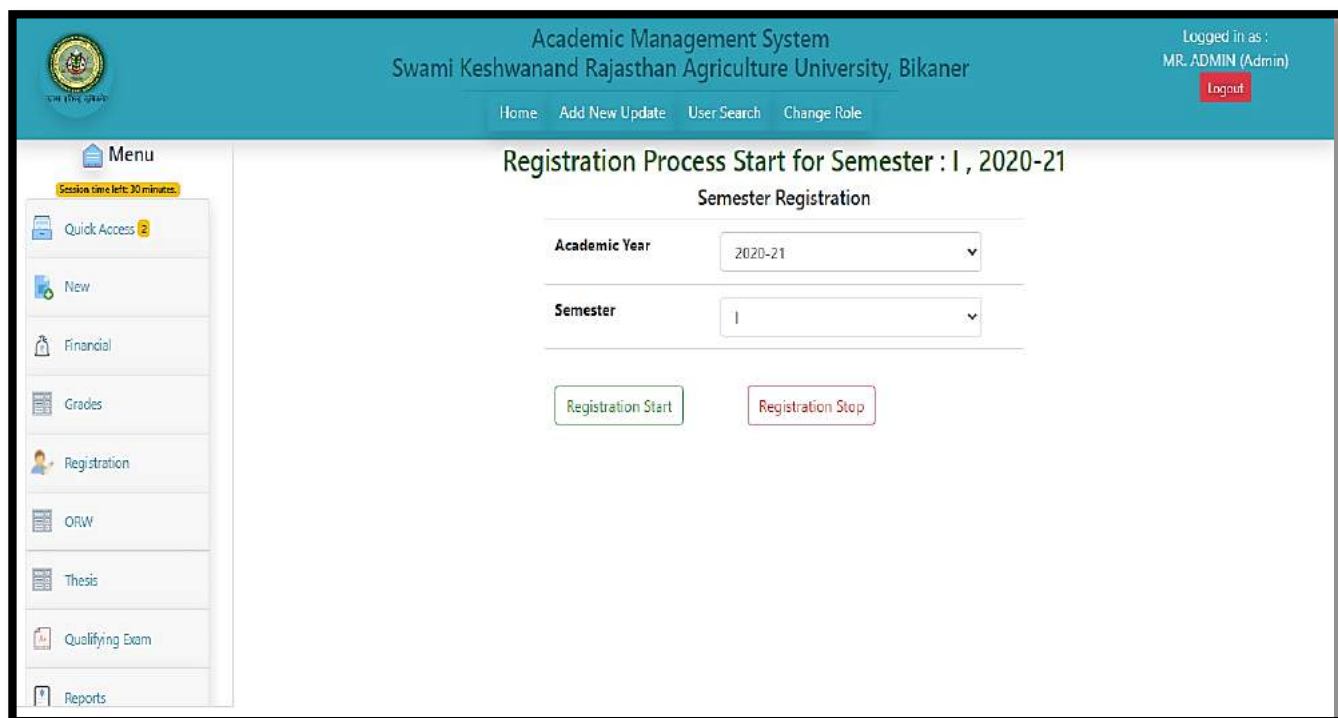 Academic Management System
Swami Keshwanand Rajasthan Agriculture University, Bikaner
Home Add New Update User Search Change Role
Logged in as :
MR. ADMIN (Admin)
Logout
Menu
Session time left: 30 minutes.
Quick Access 2
New
Financial
Grades
Registration
ORW
Thesis
Qualifying Exam
Reports
Registration Process Start for Semester : I , 2020-21
Semester Registration
Academic Year 2020-21
Semester I
Registration Start Registration Stop